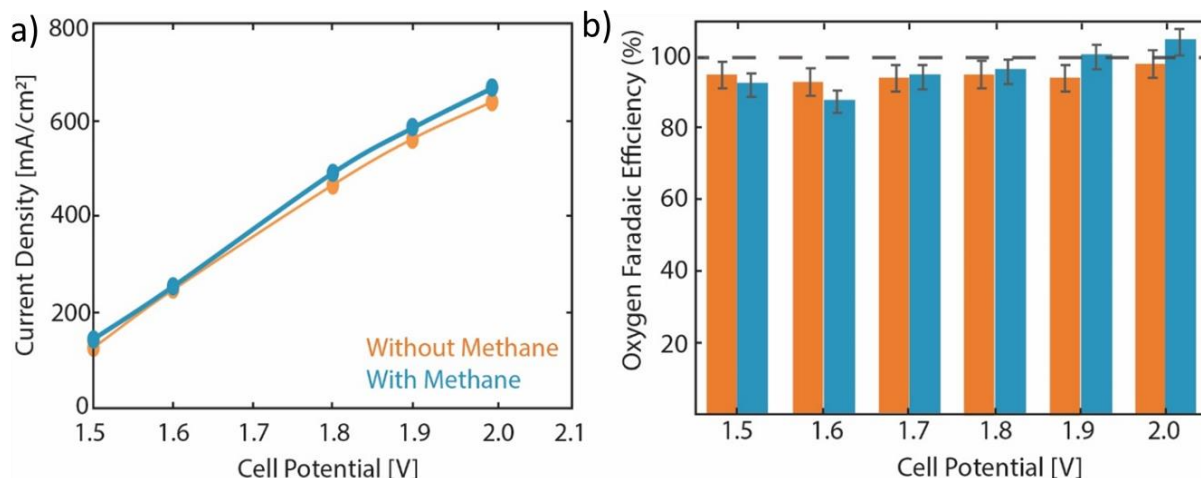 a)
Current Density [mA/cm²]
800
600
400
200
0
1.5 1.6 1.7 1.8 1.9 2.0 2.1
Cell Potential [V]
Without Methane
With Methane
b)
Oxygen Faradaic Efficiency (%)
100
80
60
40
20
1.5 1.6 1.7 1.8 1.9 2.0
Cell Potential [V]